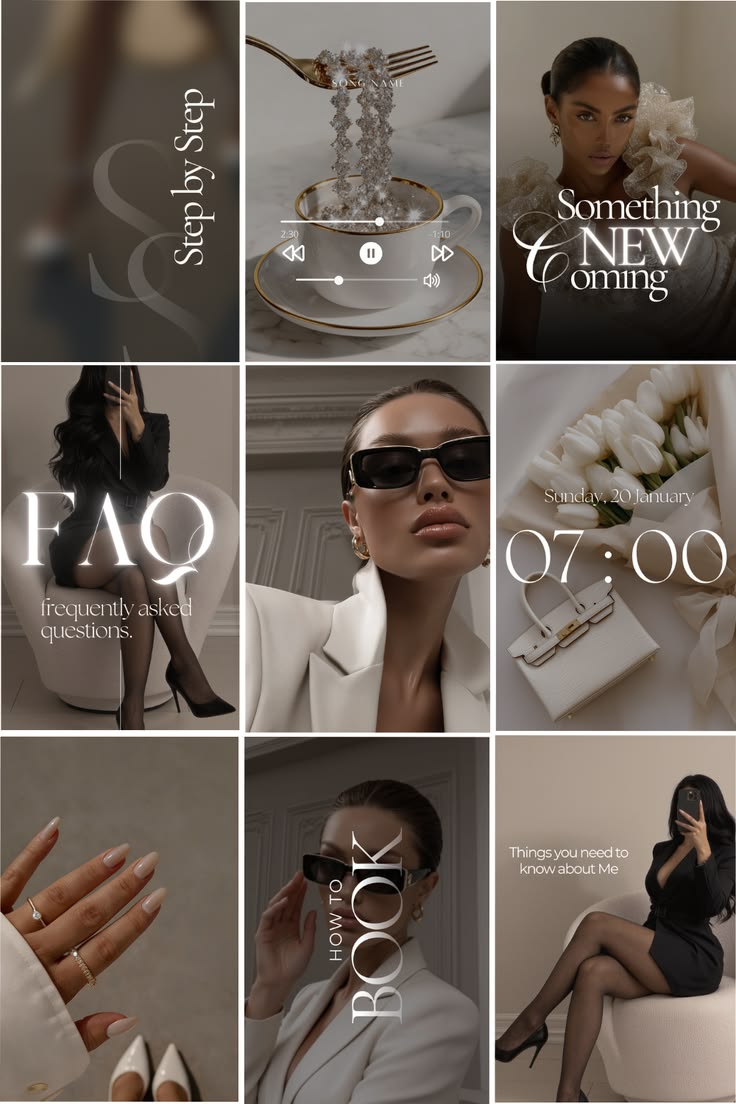 Step by Step
SONG NAME
2:30
-1:10
Something
NEW
Coming
FAQ
frequently asked
questions.
Sunday, 20 January
07 : 00
HOW TO
BOOK
Things you need to
know about Me